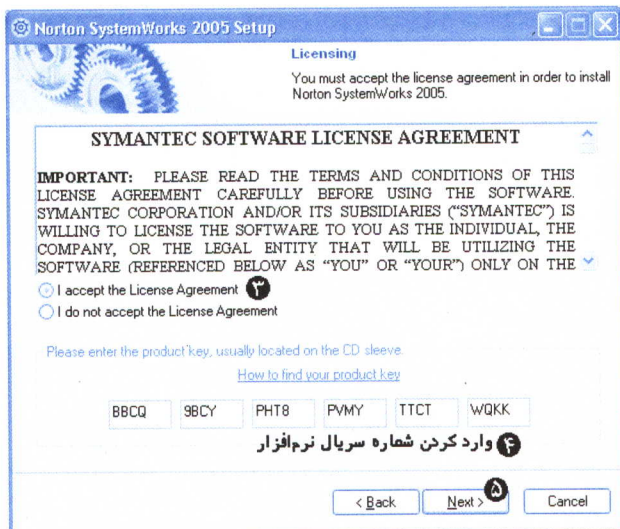 Norton SystemWorks 2005 Setup
Licensing
You must accept the license agreement in order to install
Norton SystemWorks 2005.
SYMANTEC SOFTWARE LICENSE AGREEMENT
IMPORTANT: PLEASE READ THE TERMS AND CONDITIONS OF THIS
LICENSE AGREEMENT CAREFULLY BEFORE USING THE SOFTWARE.
SYMANTEC CORPORATION AND/OR ITS SUBSIDIARIES ("SYMANTEC") IS
WILLING TO LICENSE THE SOFTWARE TO YOU AS THE INDIVIDUAL, THE
COMPANY, OR THE LEGAL ENTITY THAT WILL BE UTILIZING THE
SOFTWARE (REFERENCED BELOW AS "YOU" OR "YOUR") ONLY ON THE
I accept the License Agreement ۳
I do not accept the License Agreement
Please enter the product key, usually located on the CD sleeve.
How to find your product key
BBCQ 9BCY PHT8 PVMY TTCT WQKK
۴ وارد کردن شماره سریال نرم‌افزار
۵
< Back Next > Cancel